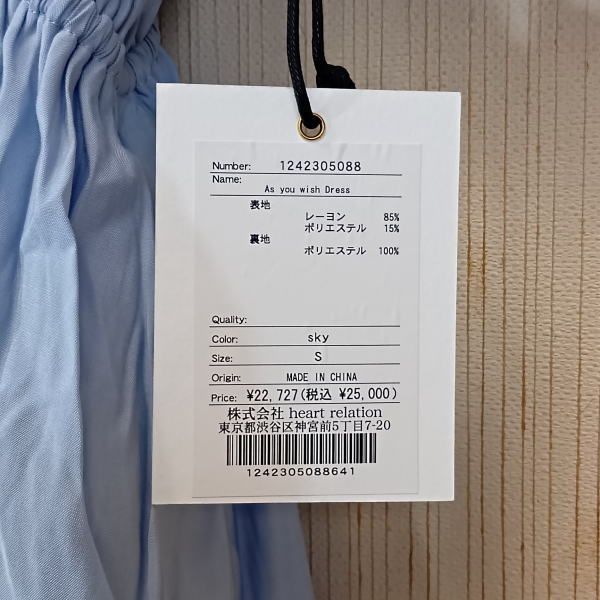 Number: 1242305088
Name:
As you wish Dress
表地
レーヨン 85%
ポリエステル 15%
裏地
ポリエステル 100%
Quality:
Color: sky
Size: S
Origin: MADE IN CHINA
Price: ¥22,727(税込 ¥25,000)
株式会社 heart relation
東京都渋谷区神宮前5丁目7-20
1242305088641